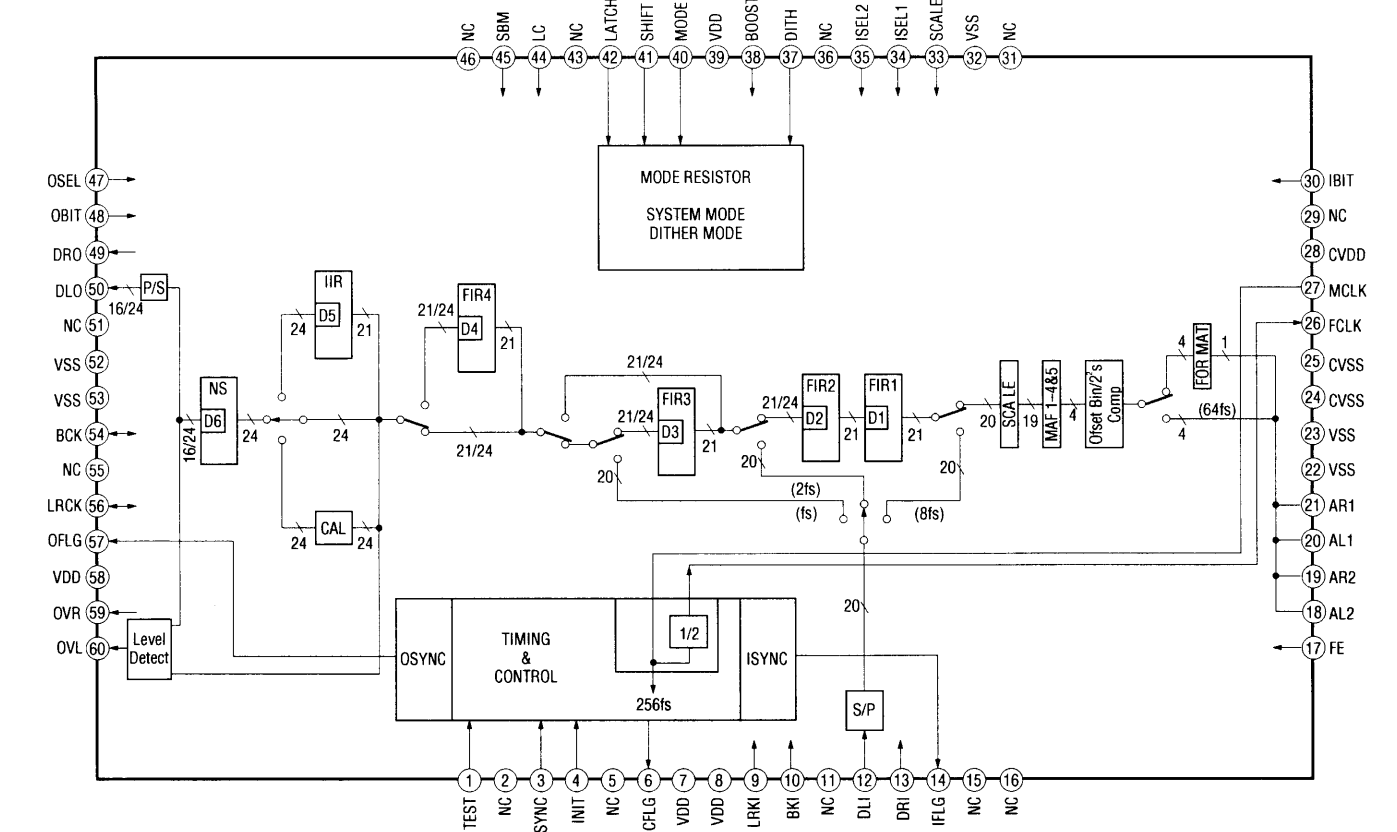 NC
SBM
LC
NC
LATCH
SHIFT
MODE
VDD
BOOST
DITH
NC
ISEL2
ISEL1
SCALE
VSS
NC
46
45
44
43
42
41
40
39
38
37
36
35
34
33
32
31
MODE RESISTOR
SYSTEM MODE
DITHER MODE
OSEL 47
OBIT 48
DRO 49
DLO 50
NC 51
VSS 52
VSS 53
BCK 54
NC 55
LRCK 56
OFLG 57
VDD 58
OVR 59
OVL 60
30 IBIT
29 NC
28 CVDD
27 MCLK
26 FCLK
25 CVSS
24 CVSS
23 VSS
22 VSS
21 AR1
20 AL1
19 AR2
18 AL2
17 FE
P/S
16/24
IIR
D5
24
21
FIR4
D4
21/24
21
NS
D6
16/24
24
24
21/24
21/24
FIR3
D3
21/24
21
20
FIR2
D2
21/24
21
FIR1
D1
21
20
20
20
SCA LE
19
MAF 1~4&5
4
Ofset Bin/2's
Comp
4
FOR MAT
1
(64fs)
4
(2fs)
(fs)
(8fs)
CAL
24
24
20
Level
Detect
OSYNC
TIMING
&
CONTROL
1/2
256fs
ISYNC
S/P
1
2
3
4
5
6
7
8
9
10
11
12
13
14
15
16
TEST
NC
SYNC
INIT
NC
CFLG
VDD
VDD
LRKI
BKI
NC
DLI
DRI
IFLG
NC
NC